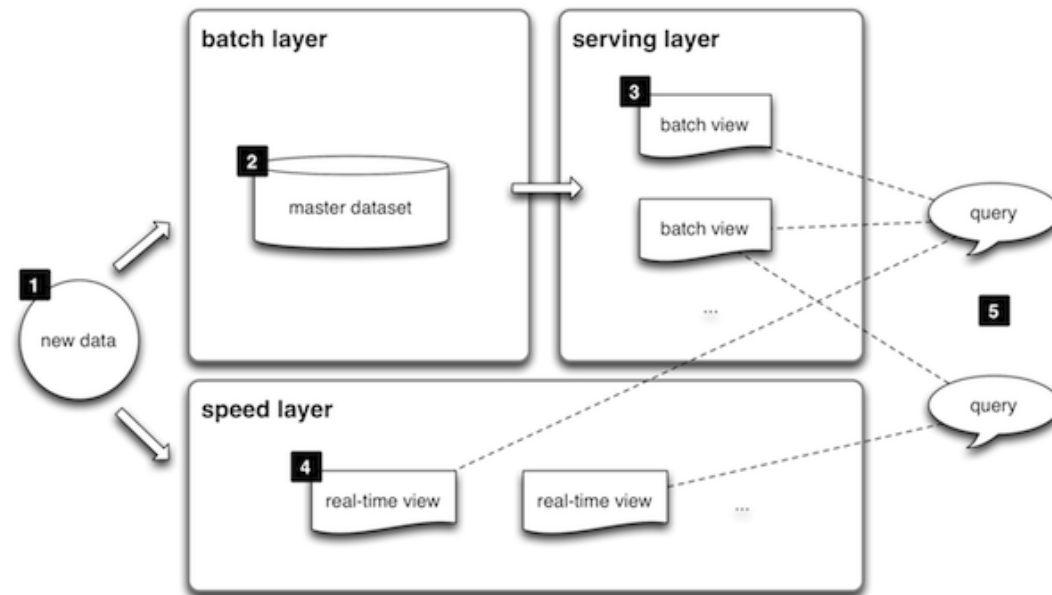 batch layer
2
master dataset
serving layer
3
batch view
batch view
...
1
new data
speed layer
4
real-time view
real-time view
...
query
5
query